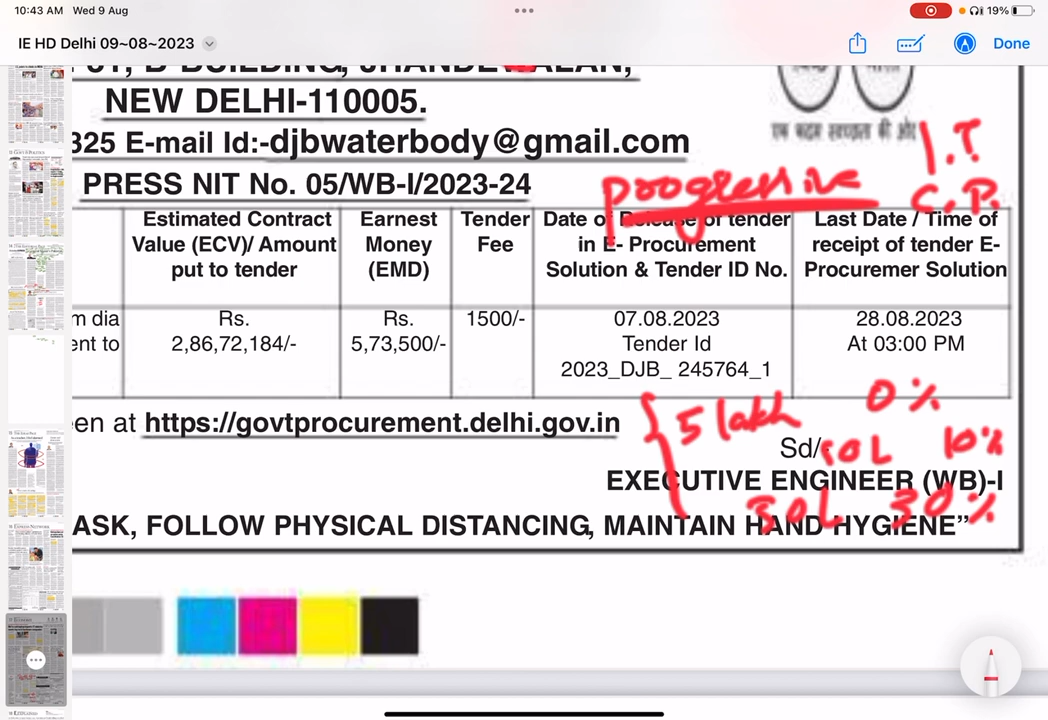 10:43 AM Wed 9 Aug
19%
IE HD Delhi 09~08~2023
Done
NEW DELHI-110005.
325 E-mail Id:-djbwaterbody@gmail.com
एक कदम स्वच्छता की ओर
I.T
PRESS NIT No. 05/WB-I/2023-24
progressive
C.P.
Estimated Contract Value (ECV)/ Amount put to tender
Earnest Money (EMD)
Tender Fee
Date of Release of tender in E- Procurement Solution & Tender ID No.
Last Date / Time of receipt of tender E-Procuremer Solution
m dia
ent to
Rs. 2,86,72,184/-
Rs. 5,73,500/-
1500/-
07.08.2023
Tender Id
2023_DJB_ 245764_1
28.08.2023
At 03:00 PM
een at https://govtprocurement.delhi.gov.in
5 lakh 0%
Sd/-
10%
EXECUTIVE ENGINEER (WB)-I
30L 30%
ASK, FOLLOW PHYSICAL DISTANCING, MAINTAIN HAND HYGIENE”